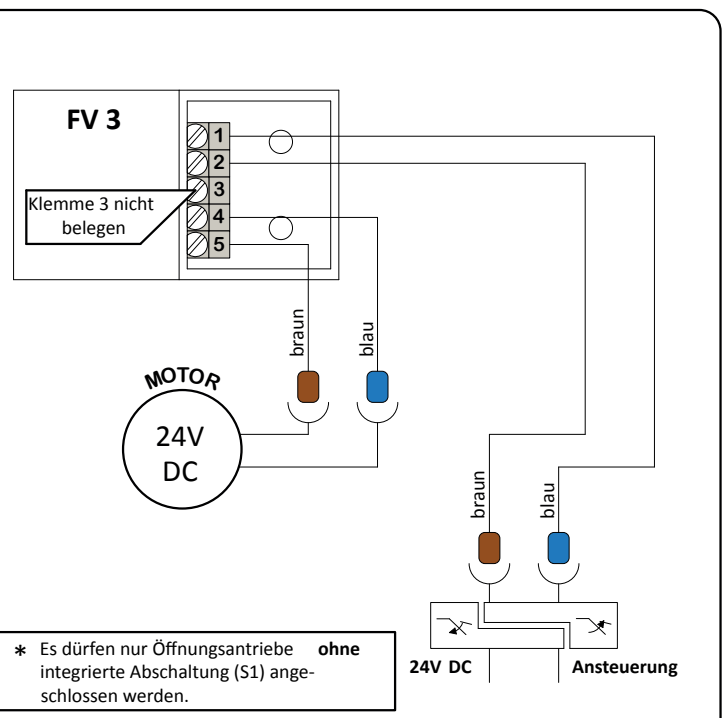 FV 3
1
2
3
4
5
Klemme 3 nicht
belegen
braun
blau
MOTOR
24V
DC
braun
blau
* Es dürfen nur Öffnungsantriebe ohne
integrierte Abschaltung (S1) ange-
schlossen werden.
24V DC
Ansteuerung